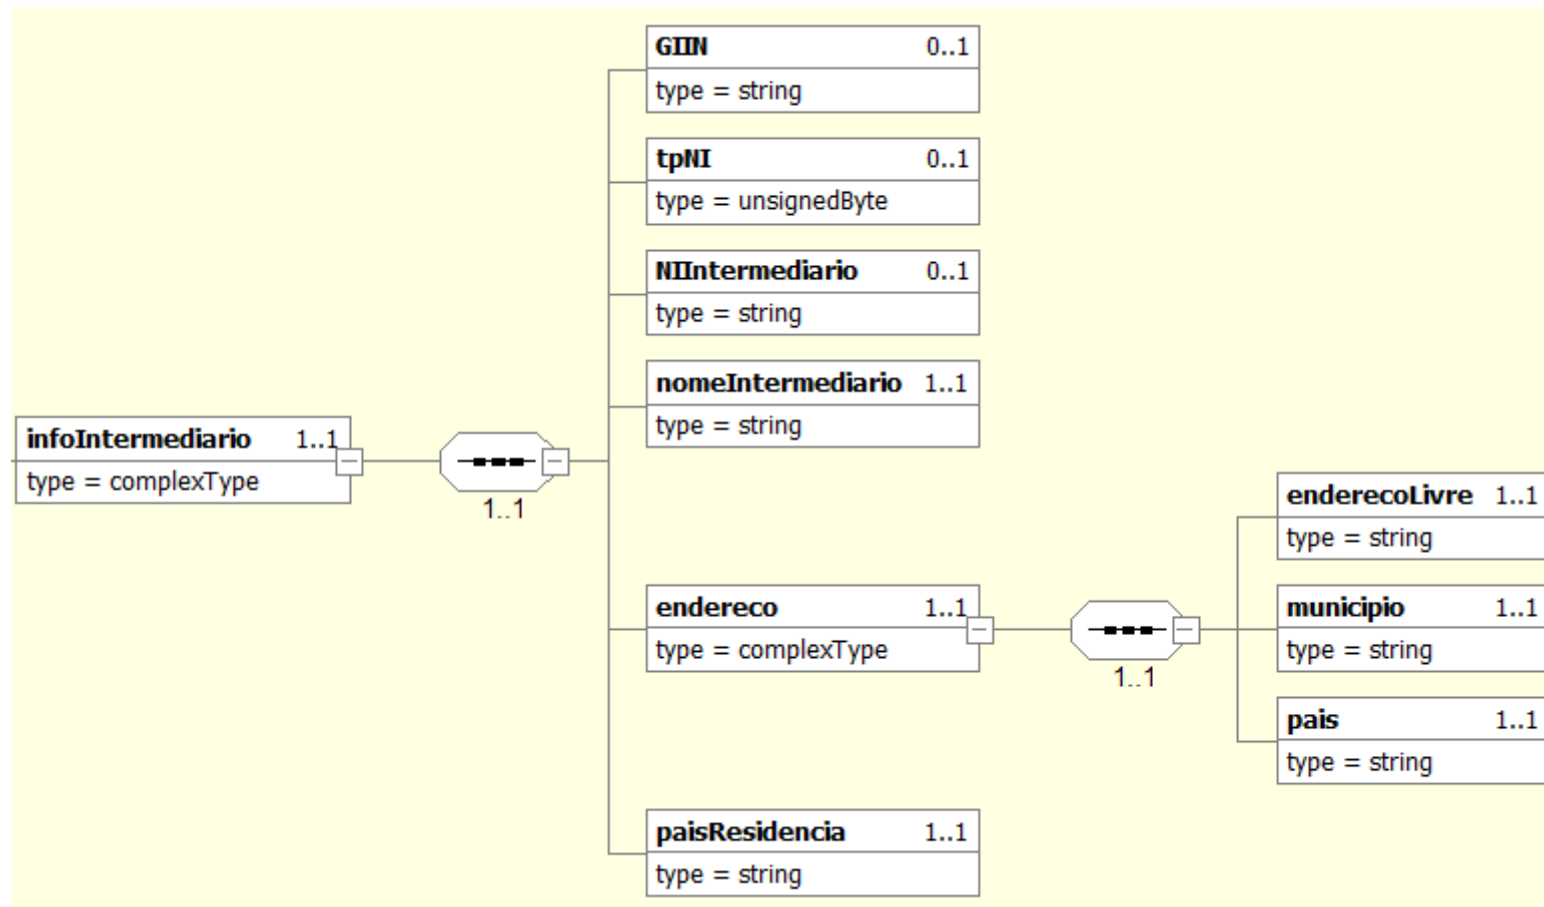 GIIN 0..1
type = string
tpNI 0..1
type = unsignedByte
NIIntermediario 0..1
type = string
nomeIntermediario 1..1
type = string
infoIntermediario 1..1
type = complexType
1..1
endereco 1..1
type = complexType
1..1
enderecoLivre 1..1
type = string
municipio 1..1
type = string
pais 1..1
type = string
paisResidencia 1..1
type = string